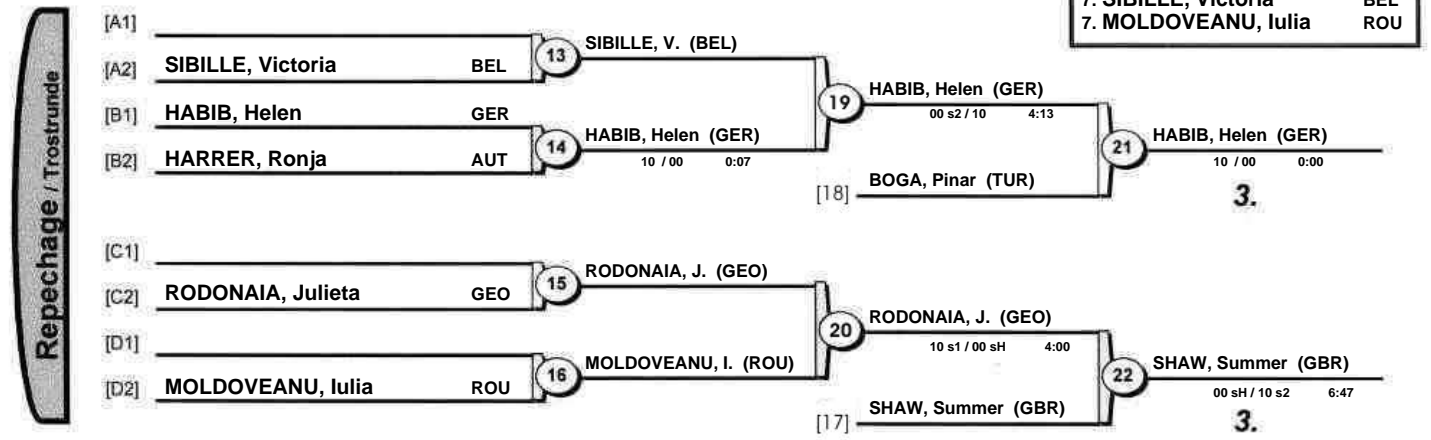 7. SIBILLE, Victoria BEL
7. MOLDOVEANU, Iulia ROU
Repechage / Trostrunde
[A1]
[A2] SIBILLE, Victoria BEL
13
SIBILLE, V. (BEL)
[B1] HABIB, Helen GER
[B2] HARRER, Ronja AUT
14
HABIB, Helen (GER)
10 / 00 0:07
19
HABIB, Helen (GER)
00 s2 / 10 4:13
[18] BOGA, Pinar (TUR)
21
HABIB, Helen (GER)
10 / 00 0:00
3.
[C1]
[C2] RODONAIA, Julieta GEO
15
RODONAIA, J. (GEO)
[D1]
[D2] MOLDOVEANU, Iulia ROU
16
MOLDOVEANU, I. (ROU)
20
RODONAIA, J. (GEO)
10 s1 / 00 sH 4:00
[17] SHAW, Summer (GBR)
22
SHAW, Summer (GBR)
00 sH / 10 s2 6:47
3.